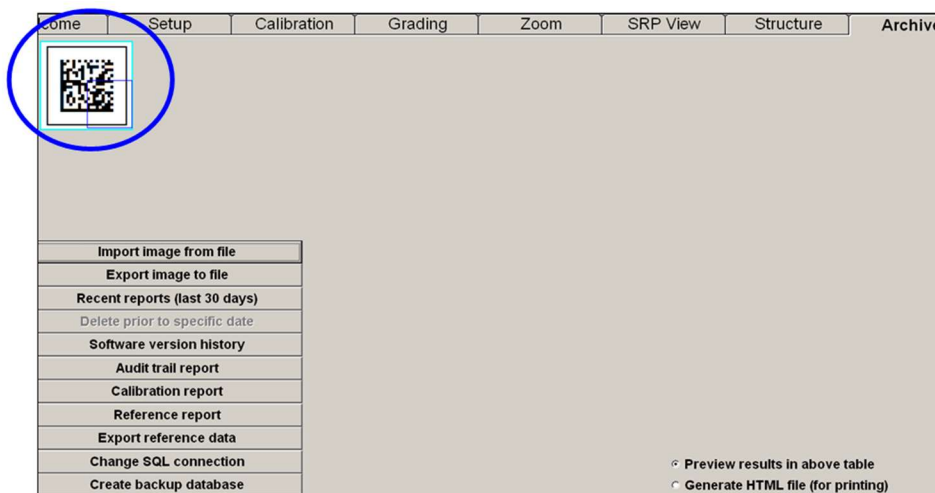 Setup Calibration Grading Zoom SRP View Structure
Import image from file
Export image to file
Recent reports (last 30 days)
Delete prior to specific date
Software version history
Audit trail report
Calibration report
Reference report
Export reference data
Change SQL connection
Preview results in above table
Create backup database
Generate HTML file (for printing)